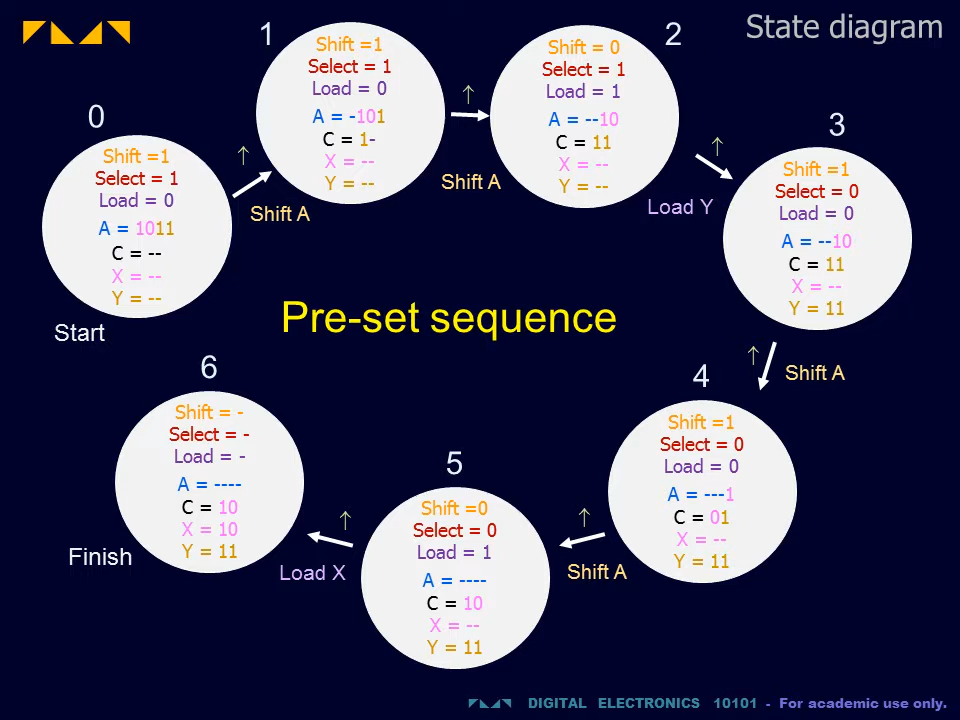 State diagram
0
Shift =1
Select = 1
Load = 0
A = 1011
C = --
X = --
Y = --
Start
↑
Shift A
1
Shift =1
Select = 1
Load = 0
A = -101
C = 1-
X = --
Y = --
↑
Shift A
2
Shift = 0
Select = 1
Load = 1
A = --10
C = 11
X = --
Y = --
↑
Load Y
3
Shift =1
Select = 0
Load = 0
A = --10
C = 11
X = --
Y = 11
↑
Shift A
Pre-set sequence
4
Shift =1
Select = 0
Load = 0
A = ---1
C = 01
X = --
Y = 11
↑
Shift A
5
Shift =0
Select = 0
Load = 1
A = ----
C = 10
X = --
Y = 11
↑
Load X
6
Shift = -
Select = -
Load = -
A = ----
C = 10
X = 10
Y = 11
Finish
DIGITAL ELECTRONICS 10101 - For academic use only.